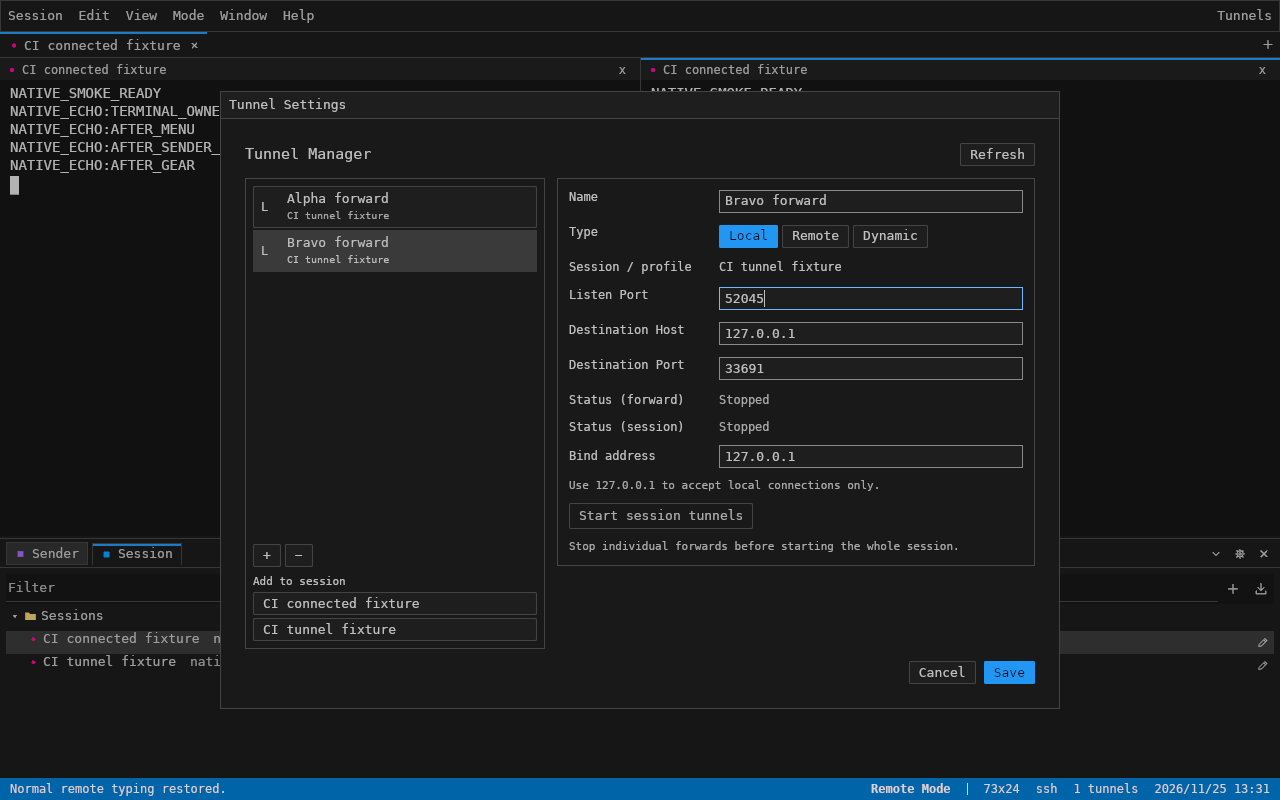 Session Edit View Mode Window Help Tunnels
CI connected fixture × +
CI connected fixture x
CI connected fixture x
NATIVE_SMOKE_READY
NATIVE_ECHO:TERMINAL_OWNE
NATIVE_ECHO:AFTER_MENU
NATIVE_ECHO:AFTER_SENDER_
NATIVE_ECHO:AFTER_GEAR
NATIVE_SMOKE_READY
Tunnel Settings
Tunnel Manager
Refresh
L Alpha forward
CI tunnel fixture
L Bravo forward
CI tunnel fixture
+ −
Add to session
CI connected fixture
CI tunnel fixture
Name Bravo forward
Type Local Remote Dynamic
Session / profile CI tunnel fixture
Listen Port 52045
Destination Host 127.0.0.1
Destination Port 33691
Status (forward) Stopped
Status (session) Stopped
Bind address 127.0.0.1
Use 127.0.0.1 to accept local connections only.
Start session tunnels
Stop individual forwards before starting the whole session.
Cancel Save
Sender Session
Filter
Sessions
CI connected fixture n
CI tunnel fixture nati
Normal remote typing restored. Remote Mode | 73x24 ssh 1 tunnels 2026/11/25 13:31